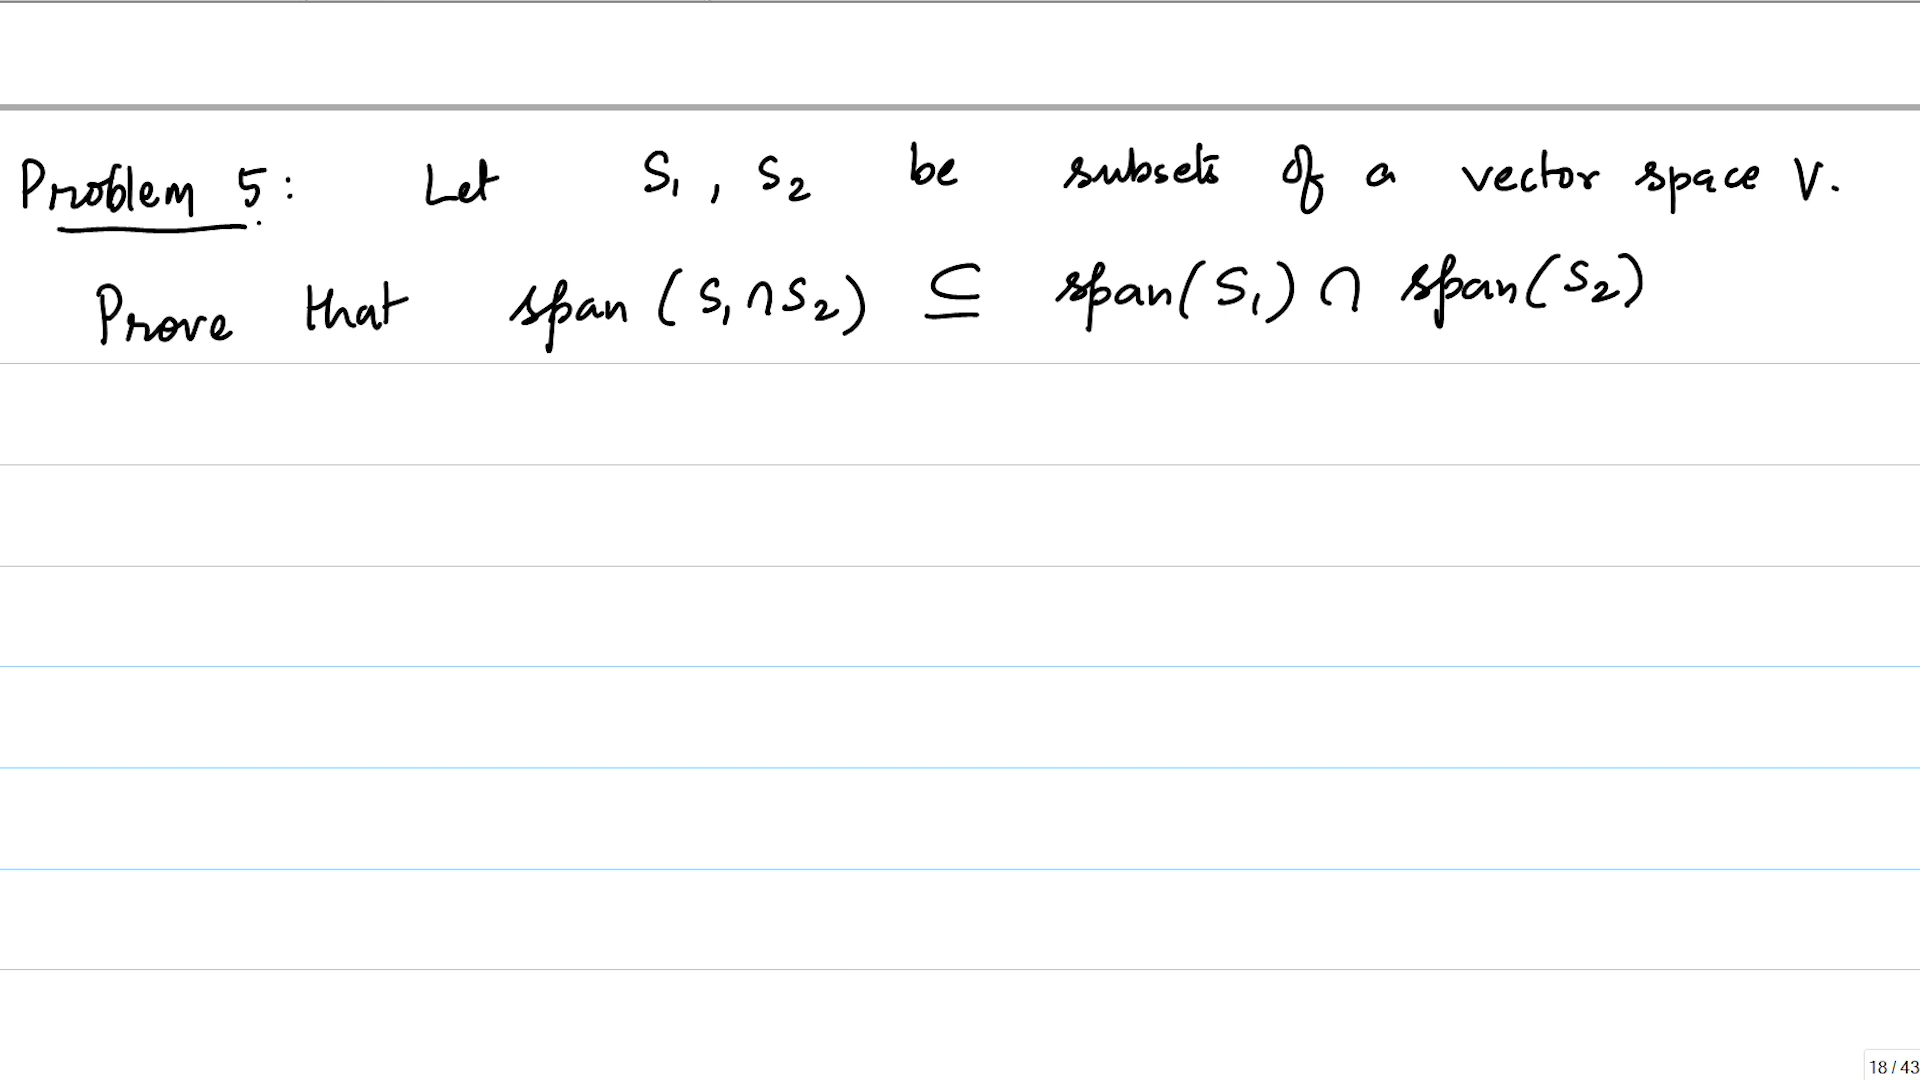 Problem 5: Let S₁, S₂ be subsets of a vector space V.
Prove that span (S₁∩S₂) ⊆ span(S₁) ∩ span(S₂)
18 / 43